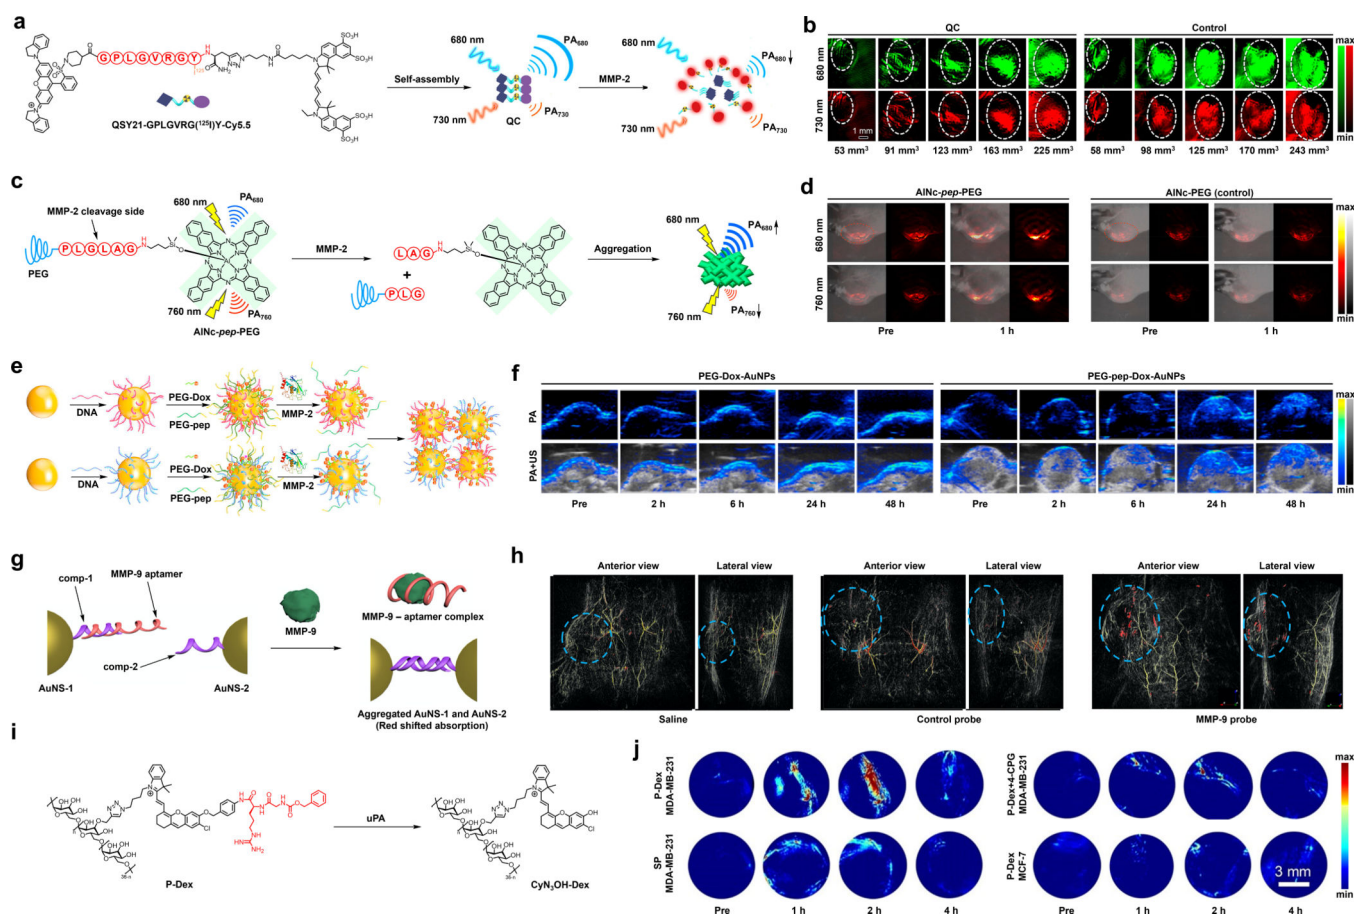 a
GPLGVRGY
125
QSY21-GPLGVRG(¹²⁵I)Y-Cy5.5
Self-assembly
680 nm
PA680
730 nm
PA730
QC
MMP-2
680 nm
PA680
730 nm
PA730
b
QC
Control
680 nm
730 nm
1 mm
53 mm³
91 mm³
123 mm³
163 mm³
225 mm³
58 mm³
98 mm³
125 mm³
170 mm³
243 mm³
max
min
c
MMP-2 cleavage side
PEG
PLGLAG
680 nm
PA680
760 nm
PA760
AlNc-pep-PEG
MMP-2
LAG
+
PLG
Aggregation
680 nm
PA680
760 nm
PA760
d
AlNc-pep-PEG
AlNc-PEG (control)
680 nm
760 nm
Pre
1 h
Pre
1 h
max
min
e
DNA
PEG-Dox
PEG-pep
MMP-2
DNA
PEG-Dox
PEG-pep
MMP-2
f
PEG-Dox-AuNPs
PEG-pep-Dox-AuNPs
PA
PA+US
Pre
2 h
6 h
24 h
48 h
Pre
2 h
6 h
24 h
48 h
max
min
g
comp-1
MMP-9 aptamer
comp-2
AuNS-1
AuNS-2
MMP-9
MMP-9 – aptamer complex
Aggregated AuNS-1 and AuNS-2
(Red shifted absorption)
h
Anterior view
Lateral view
Anterior view
Lateral view
Anterior view
Lateral view
Saline
Control probe
MMP-9 probe
i
P-Dex
uPA
CyN₃OH-Dex
j
P-Dex
MDA-MB-231
SP
MDA-MB-231
P-Dex+4-CPG
MDA-MB-231
P-Dex
MCF-7
3 mm
Pre
1 h
2 h
4 h
Pre
1 h
2 h
4 h
max
min